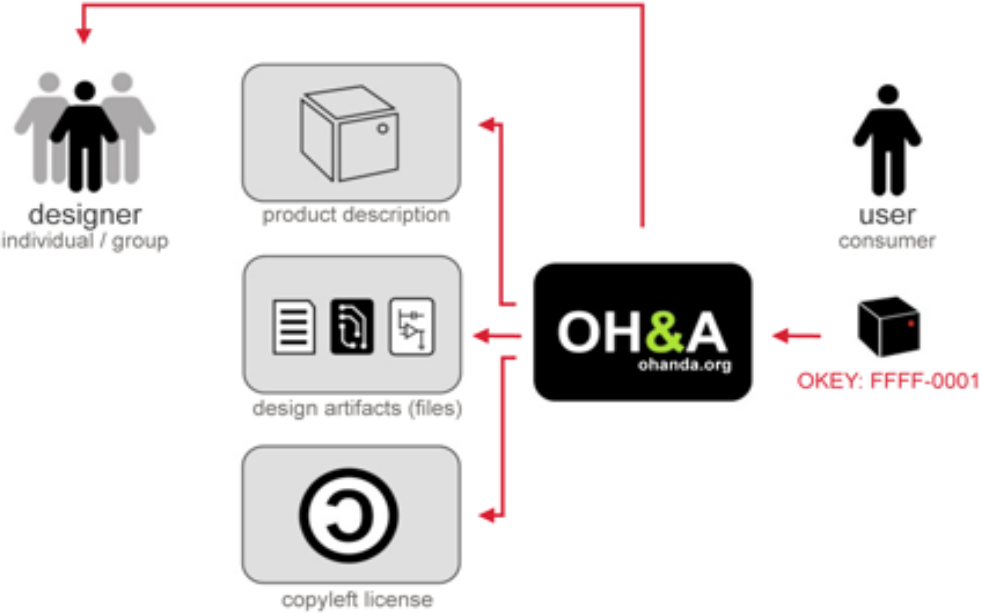 designer
individual / group
product description
design artifacts (files)
copyleft license
OH&A
ohanda.org
user
consumer
OKEY: FFFF-0001